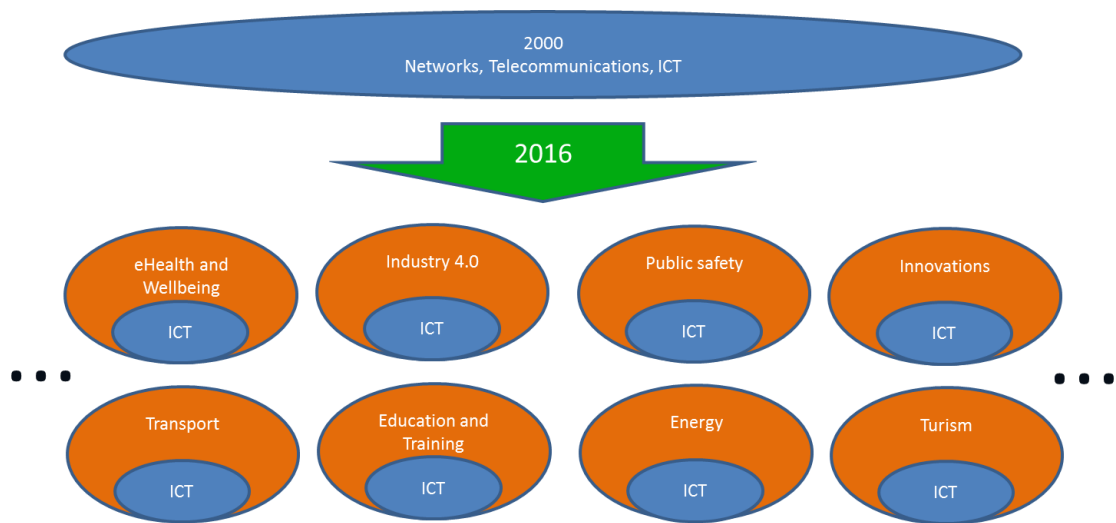 2000
Networks, Telecommunications, ICT
2016
eHealth and
Wellbeing
ICT
Industry 4.0
ICT
Public safety
ICT
Innovations
ICT
...
...
Transport
ICT
Education and
Training
ICT
Energy
ICT
Turism
ICT